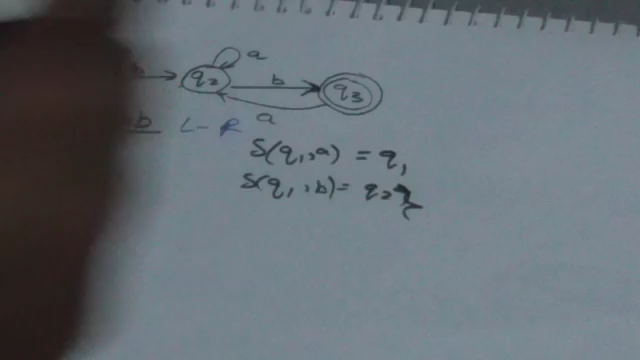 a
b q2 b q3
a
b L-R
δ(q1,a) = q1
δ(q1,b) = q2